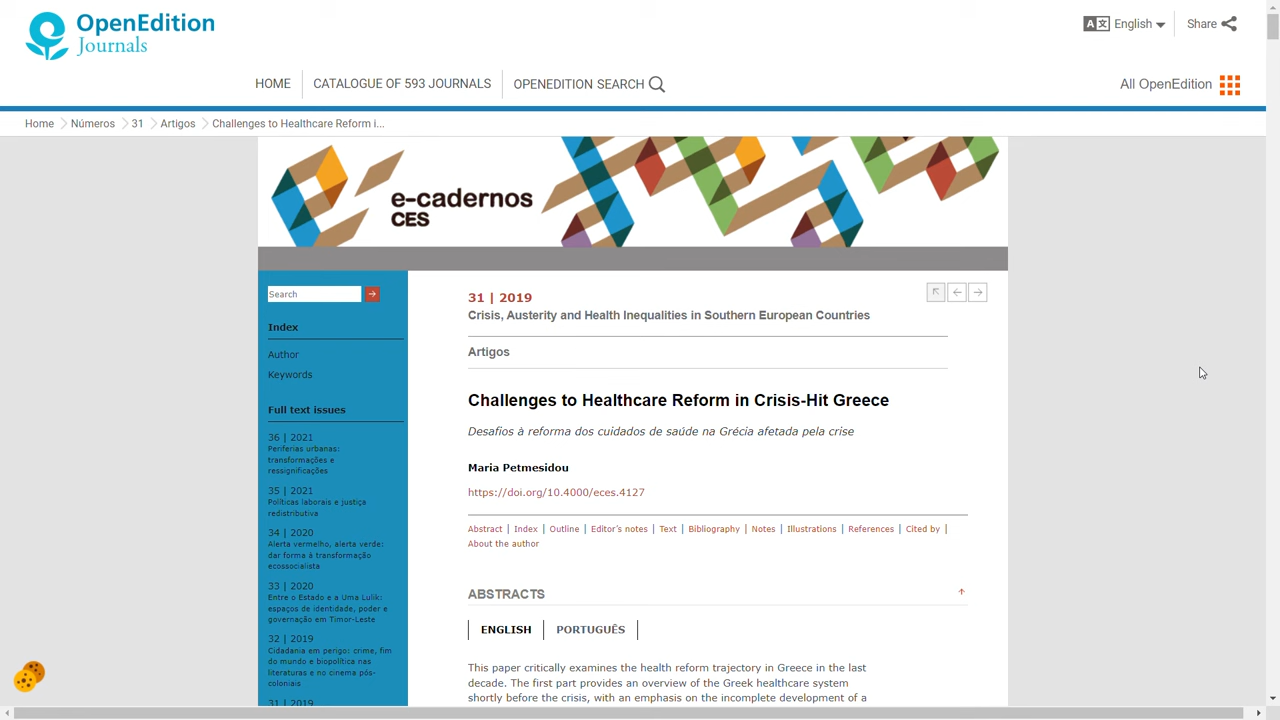 OpenEdition
Journals
English
Share
HOME
CATALOGUE OF 593 JOURNALS
OPENEDITION SEARCH
All OpenEdition
Home
Números
31
Artigos
Challenges to Healthcare Reform i...
e-cadernos
CES
Search
Index
Author
Keywords
Full text issues
36 | 2021
Periferias urbanas:
transformações e
ressignificações
35 | 2021
Políticas laborais e justiça
redistributiva
34 | 2020
Alerta vermelho, alerta verde:
dar forma à transformação
ecossocialista
33 | 2020
Entre o Estado e a Uma Lulik:
espaços de identidade, poder e
governação em Timor-Leste
32 | 2019
Cidadania em perigo: crime, fim
do mundo e biopolítica nas
literaturas e no cinema pós-
coloniais
31 | 2019
31 | 2019
Crisis, Austerity and Health Inequalities in Southern European Countries
Artigos
Challenges to Healthcare Reform in Crisis-Hit Greece
Desafios à reforma dos cuidados de saúde na Grécia afetada pela crise
Maria Petmesidou
https://doi.org/10.4000/eces.4127
Abstract | Index | Outline | Editor's notes | Text | Bibliography | Notes | Illustrations | References | Cited by |
About the author
ABSTRACTS
ENGLISH
PORTUGUÊS
This paper critically examines the health reform trajectory in Greece in the last
decade. The first part provides an overview of the Greek healthcare system
shortly before the crisis, with an emphasis on the incomplete development of a